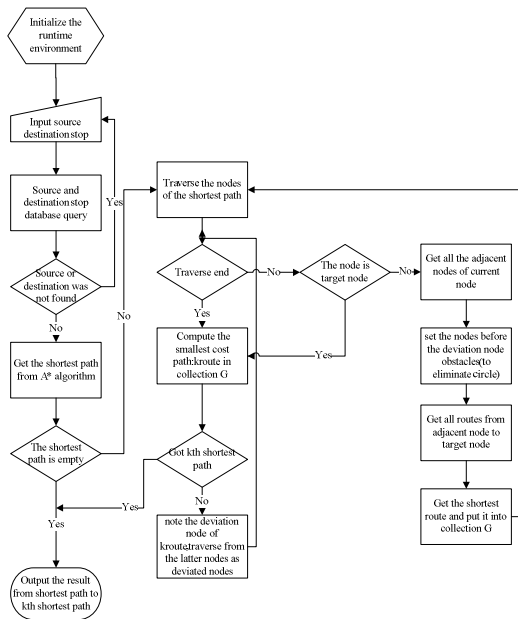 Initialize the
runtime
environment
Input source
destination stop
Source and
destination stop
database query
Yes
Source or
destination was
not found
No
Get the shortest
path
from A* algorithm
The shortest
path is empty
No
Yes
Output the result
from shortest path to
kth shortest path
Traverse the nodes
of the shortest path
Traverse end
No
Yes
Compute the
smallest cost
path:kroute in
collection G
Got kth shortest
path
Yes
No
note the deviation
node of
kroute,traverse from
the latter nodes as
deviated nodes
The node is
target node
No
Yes
Get all the adjacent
nodes of current
node
set the nodes before
the deviation node
obstacles(to
eliminate circle)
Get all routes from
adjacent node to
target node
Get the shortest
route and put it into
collection G